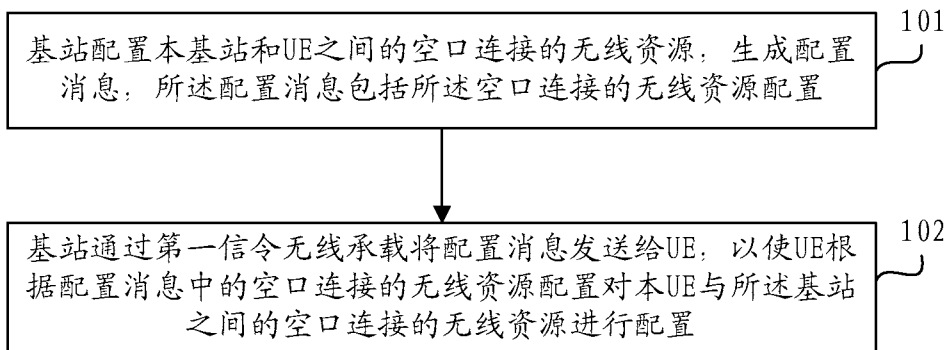 基站配置本基站和UE之间的空口连接的无线资源，生成配置
消息，所述配置消息包括所述空口连接的无线资源配置
101
基站通过第一信令无线承载将配置消息发送给UE，以使UE根
据配置消息中的空口连接的无线资源配置对本UE与所述基站
之间的空口连接的无线资源进行配置
102